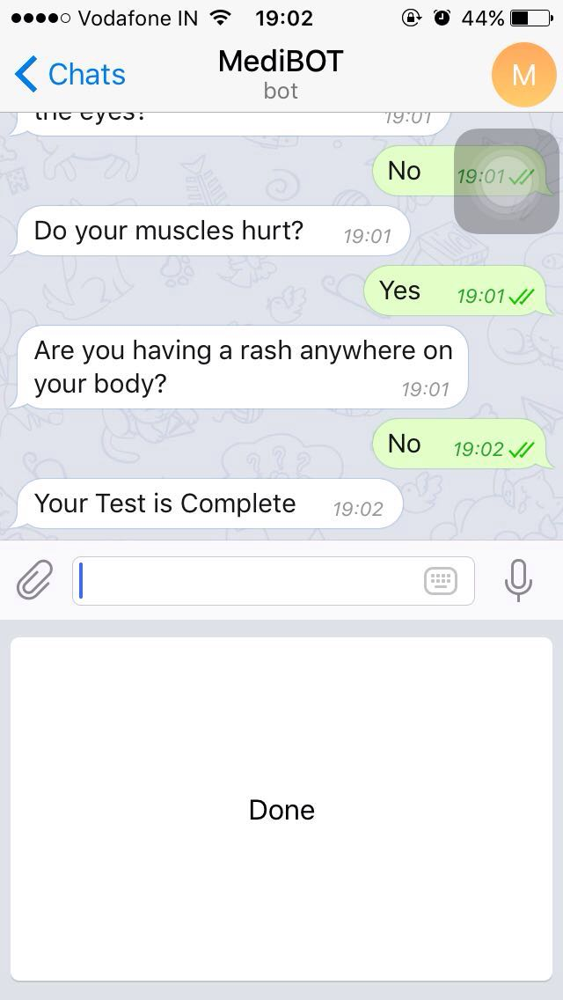 Vodafone IN 19:02 44%
Chats MediBOT M
bot
the eyes? 19:01
No 19:01
Do your muscles hurt? 19:01
Yes 19:01
Are you having a rash anywhere on
your body? 19:01
No 19:02
Your Test is Complete 19:02
Done